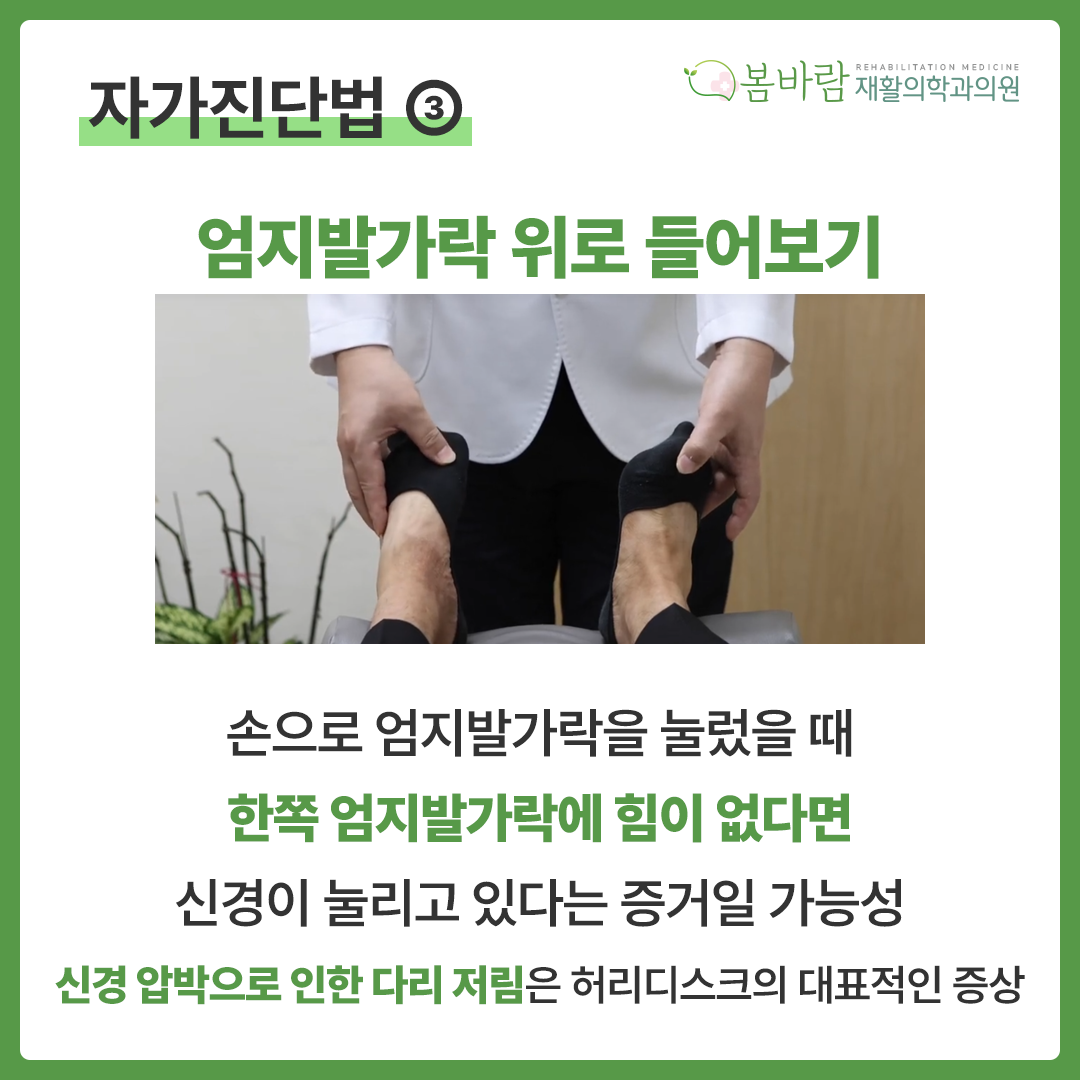 자가진단법 ③
봄바람
REHABILITATION MEDICINE
재활의학과의원
엄지발가락 위로 들어보기
손으로 엄지발가락을 눌렀을 때
한쪽 엄지발가락에 힘이 없다면
신경이 눌리고 있다는 증거일 가능성
신경 압박으로 인한 다리 저림은 허리디스크의 대표적인 증상